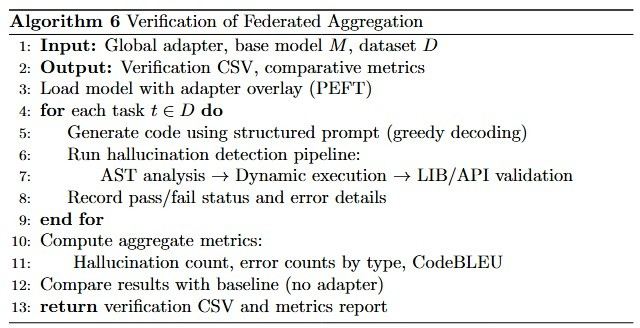 Algorithm 6 Verification of Federated Aggregation
1: Input: Global adapter, base model M, dataset D
2: Output: Verification CSV, comparative metrics
3: Load model with adapter overlay (PEFT)
4: for each task t ∈ D do
5: Generate code using structured prompt (greedy decoding)
6: Run hallucination detection pipeline:
7: AST analysis → Dynamic execution → LIB/API validation
8: Record pass/fail status and error details
9: end for
10: Compute aggregate metrics:
11: Hallucination count, error counts by type, CodeBLEU
12: Compare results with baseline (no adapter)
13: return verification CSV and metrics report